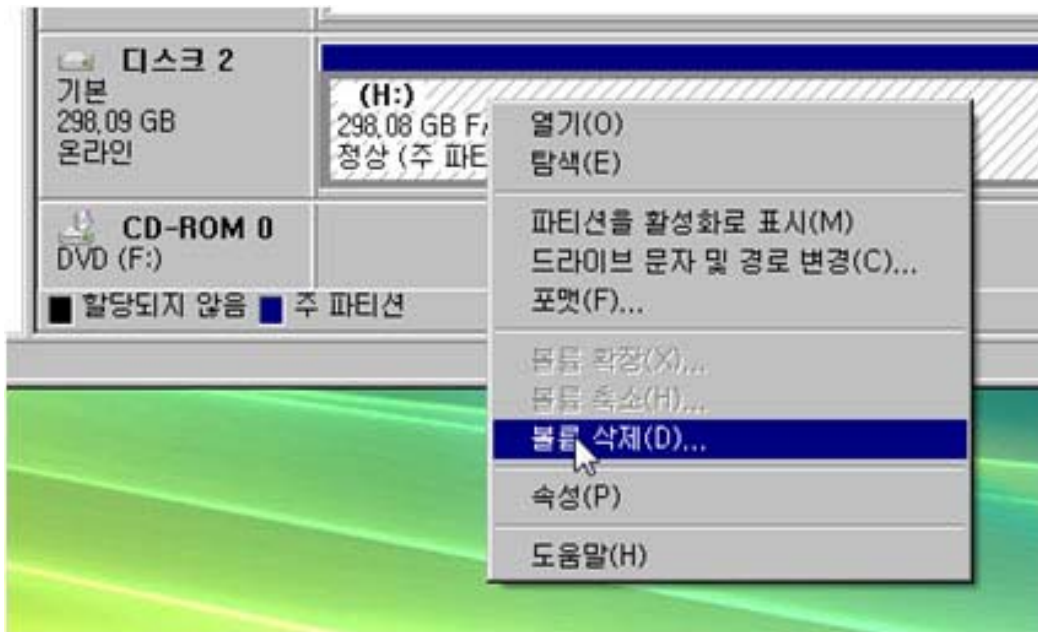 디스크 2
기본
298,09 GB
온라인
(H:)
298,08 GB
정상 (주
CD-ROM 0
DVD (F:)
할당되지 않음 주 파티션
열기(O)
탐색(E)
파티션을 활성화로 표시(M)
드라이브 문자 및 경로 변경(C)...
포맷(F)...
볼륨 확장(X)...
볼륨 축소(H)...
볼륨 삭제(D)...
속성(P)
도움말(H)